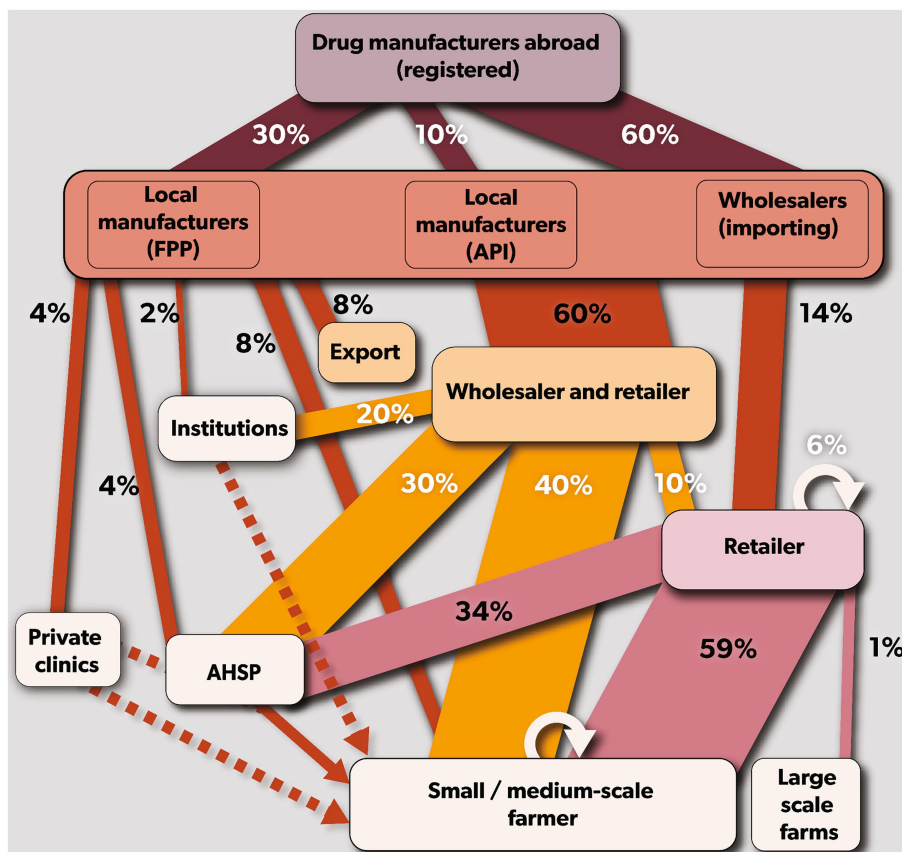 Drug manufacturers abroad
(registered)
30%
10%
60%
Local
manufacturers
(FPP)
Local
manufacturers
(API)
Wholesalers
(importing)
4%
2%
8%
8%
60%
14%
Export
Wholesaler and retailer
Institutions
20%
4%
30%
40%
10%
6%
Retailer
34%
59%
1%
Private
clinics
AHSP
Small / medium-scale
farmer
Large
scale
farms